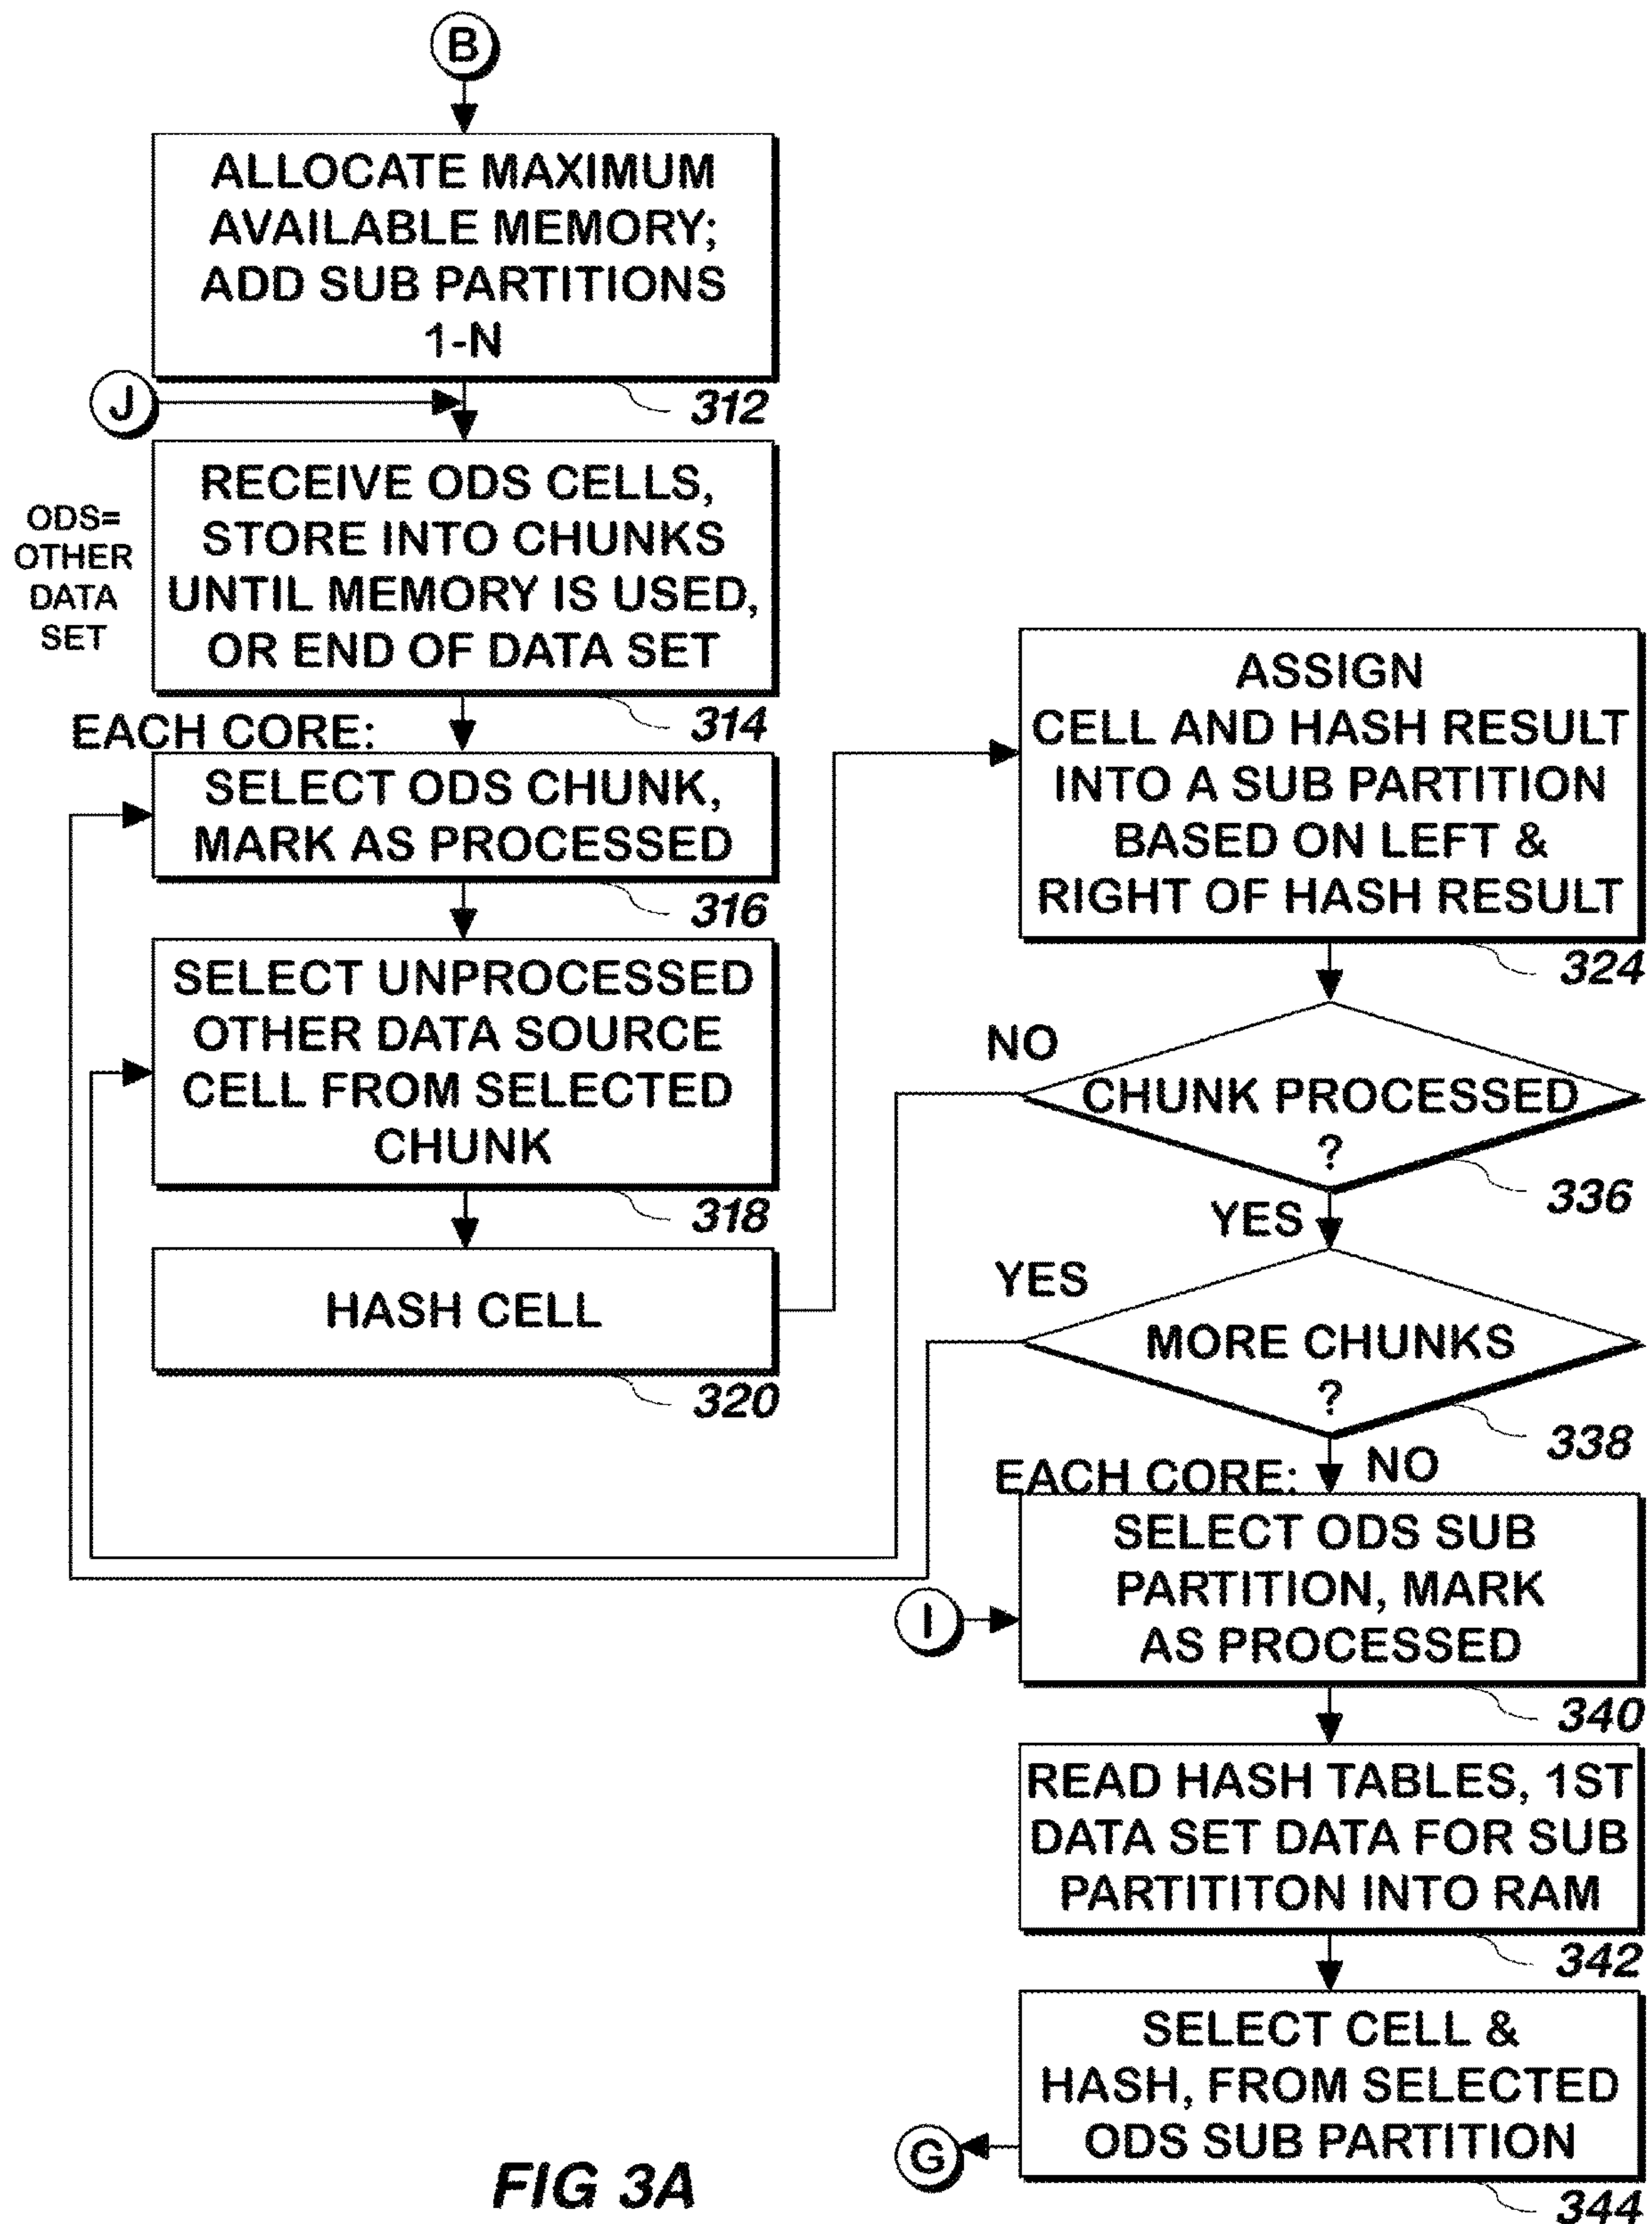 B
ALLOCATE MAXIMUM
AVAILABLE MEMORY;
ADD SUB PARTITIONS
1-N
312
J
ODS=
OTHER
DATA
SET
RECEIVE ODS CELLS,
STORE INTO CHUNKS
UNTIL MEMORY IS USED,
OR END OF DATA SET
314
EACH CORE:
SELECT ODS CHUNK,
MARK AS PROCESSED
316
SELECT UNPROCESSED
OTHER DATA SOURCE
CELL FROM SELECTED
CHUNK
318
HASH CELL
320
ASSIGN
CELL AND HASH RESULT
INTO A SUB PARTITION
BASED ON LEFT &
RIGHT OF HASH RESULT
324
NO
CHUNK PROCESSED
?
336
YES
YES
MORE CHUNKS
?
338
NO
EACH CORE:
SELECT ODS SUB
PARTITION, MARK
AS PROCESSED
I
340
READ HASH TABLES, 1ST
DATA SET DATA FOR SUB
PARTITITON INTO RAM
342
SELECT CELL &
HASH, FROM SELECTED
ODS SUB PARTITION
G
344
FIG 3A